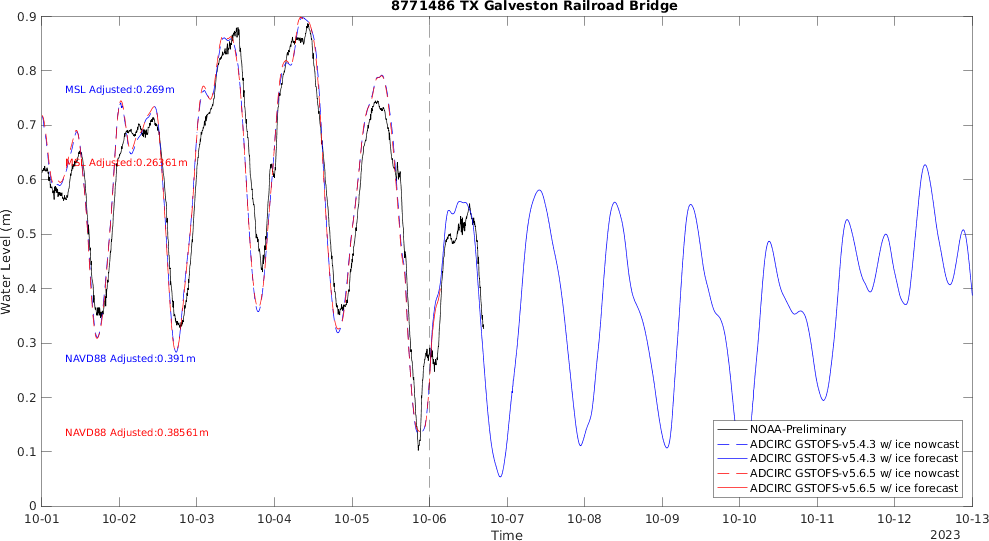 8771486 TX Galveston Railroad Bridge
0.9
0.8
0.7
0.6
0.5
0.4
0.3
0.2
0.1
0
Water Level (m)
MSL Adjusted:0.269m
MSL Adjusted:0.26361m
NAVD88 Adjusted:0.391m
NAVD88 Adjusted:0.38561m
NOAA-Preliminary
ADCIRC GSTOFS-v5.4.3 w/ ice nowcast
ADCIRC GSTOFS-v5.4.3 w/ ice forecast
ADCIRC GSTOFS-v5.6.5 w/ ice nowcast
ADCIRC GSTOFS-v5.6.5 w/ ice forecast
10-01 10-02 10-03 10-04 10-05 10-06 10-07 10-08 10-09 10-10 10-11 10-12 10-13
Time
2023